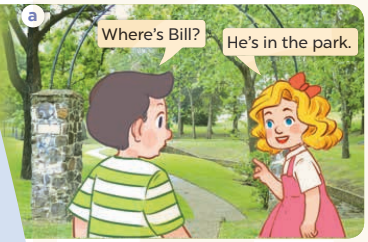 a
Where's Bill?
He's in the park.